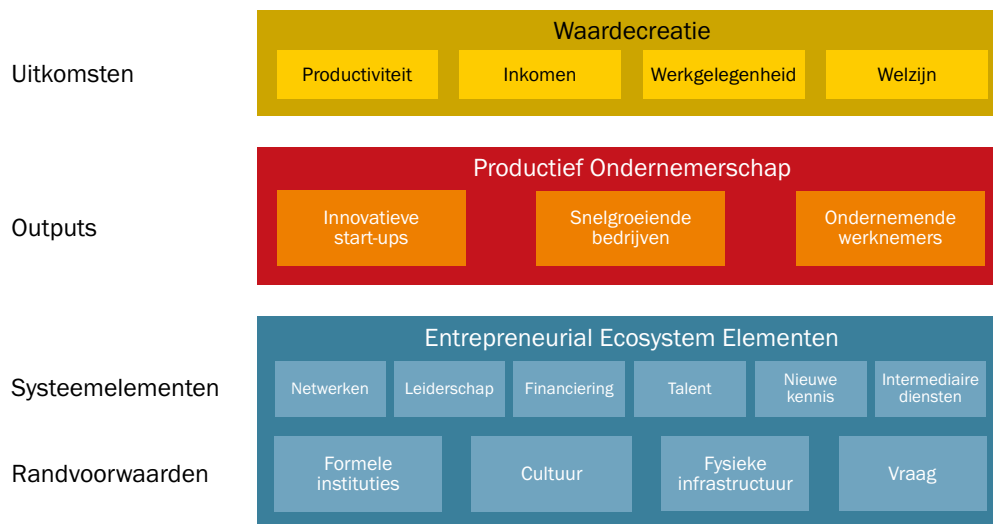 Waardecreatie
Uitkomsten
Productiviteit
Inkomen
Werkgelegenheid
Welzijn
Productief Ondernemerschap
Outputs
Innovatieve
start-ups
Snelgroeiende
bedrijven
Ondernemende
werknemers
Entrepreneurial Ecosystem Elementen
Systeemelementen
Netwerken
Leiderschap
Financiering
Talent
Nieuwe
kennis
Intermediaire
diensten
Randvoorwaarden
Formele
instituties
Cultuur
Fysieke
infrastructuur
Vraag